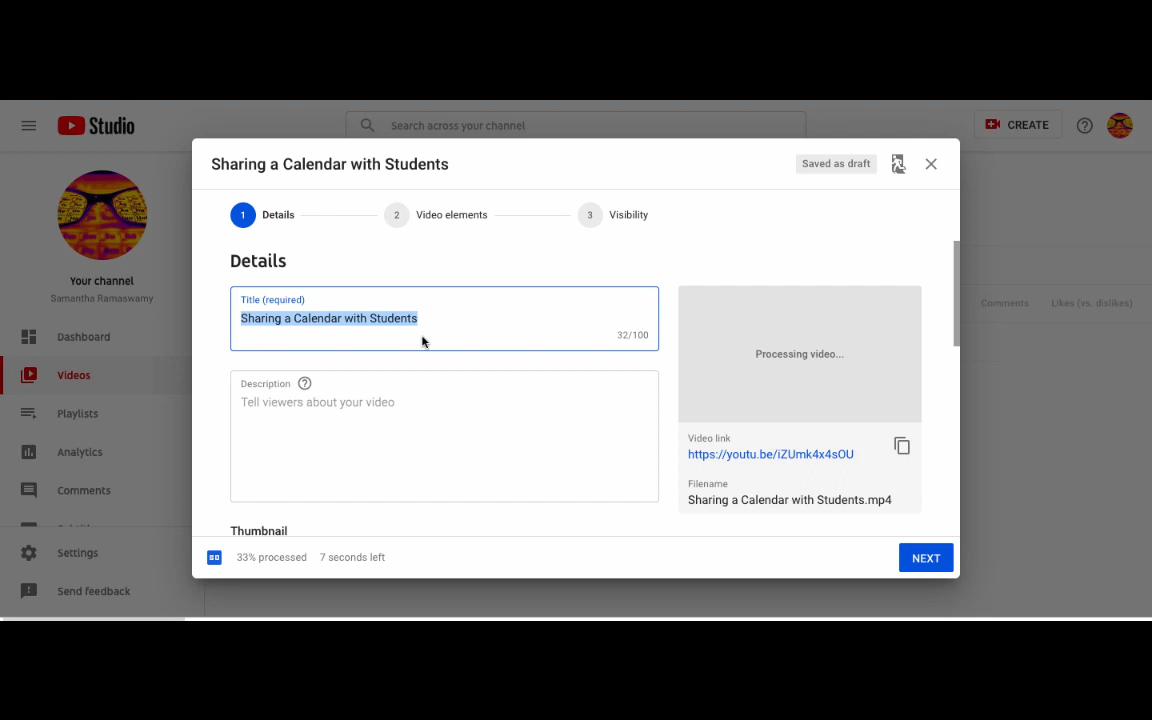 Studio
Search across your channel
CREATE
Sharing a Calendar with Students
Saved as draft
1 Details
2 Video elements
3 Visibility
Your channel
Samantha Ramaswamy
Dashboard
Videos
Playlists
Analytics
Comments
Settings
Send feedback
Details
Title (required)
Sharing a Calendar with Students
32/100
Description
Tell viewers about your video
Thumbnail
Processing video...
Video link
https://youtu.be/iZUmk4x4sOU
Filename
Sharing a Calendar with Students.mp4
Comments
Likes (vs. dislikes)
SD
33% processed
7 seconds left
NEXT